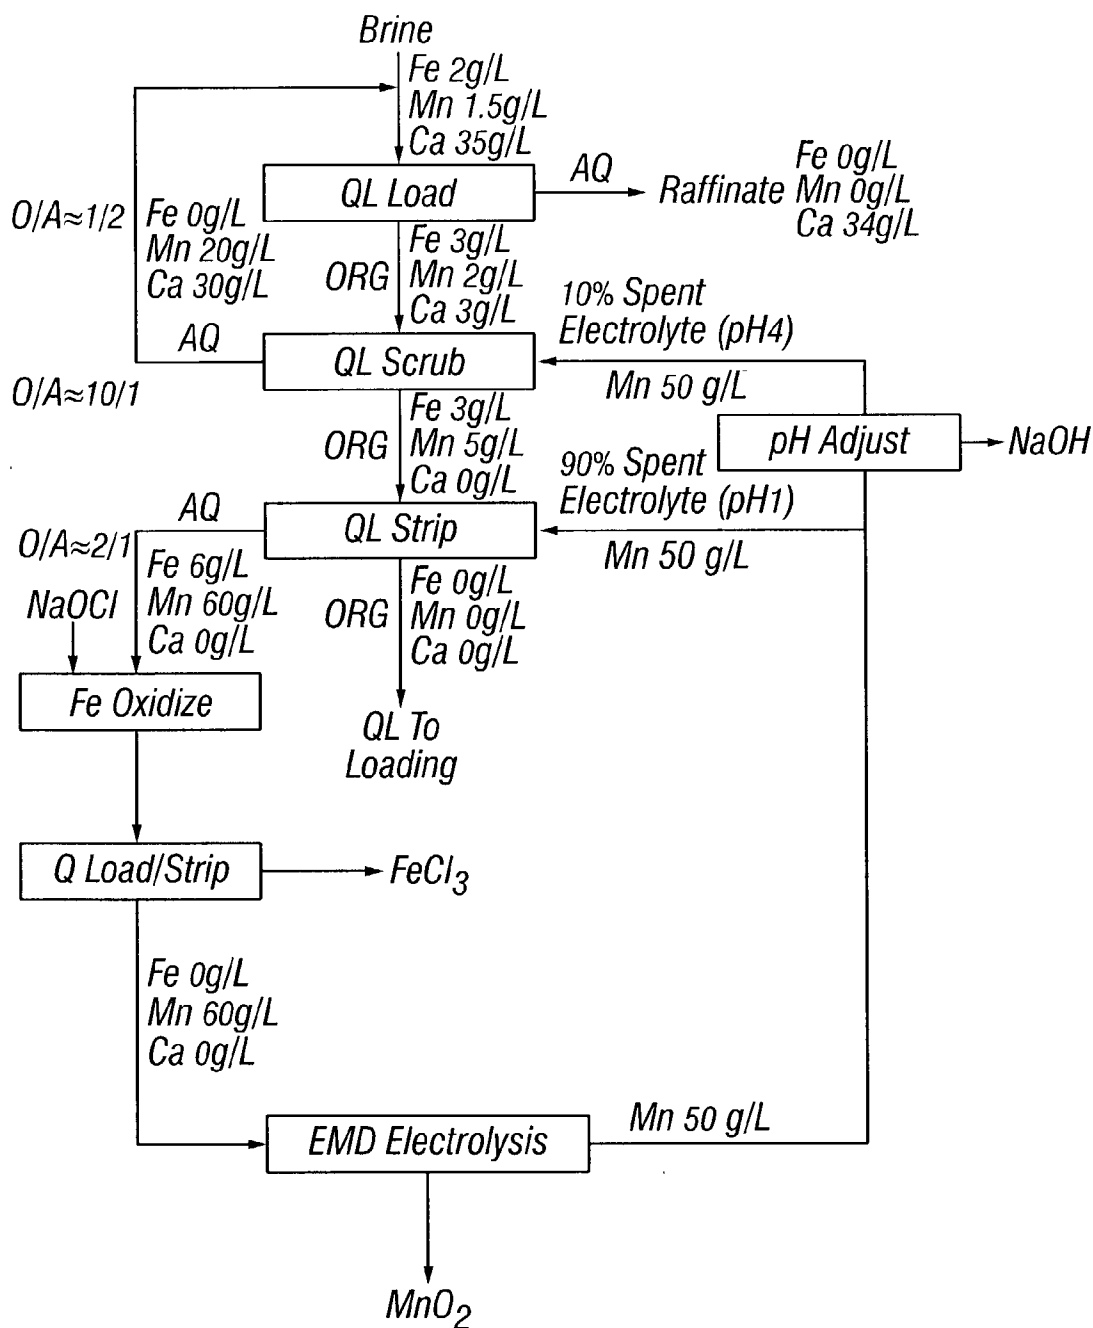 Brine
Fe 2g/L
Mn 1.5g/L
Ca 35g/L
QL Load
AQ
Raffinate
Fe 0g/L
Mn 0g/L
Ca 34g/L
O/A≈1/2
Fe 0g/L
Mn 20g/L
Ca 30g/L
AQ
ORG
Fe 3g/L
Mn 2g/L
Ca 3g/L
10% Spent
Electrolyte (pH4)
Mn 50 g/L
QL Scrub
O/A≈10/1
ORG
Fe 3g/L
Mn 5g/L
Ca 0g/L
pH Adjust
NaOH
90% Spent
Electrolyte (pH1)
Mn 50 g/L
AQ
QL Strip
O/A≈2/1
NaOCl
Fe 6g/L
Mn 60g/L
Ca 0g/L
ORG
Fe 0g/L
Mn 0g/L
Ca 0g/L
Fe Oxidize
QL To
Loading
Q Load/Strip
FeCl3
Fe 0g/L
Mn 60g/L
Ca 0g/L
EMD Electrolysis
Mn 50 g/L
MnO2